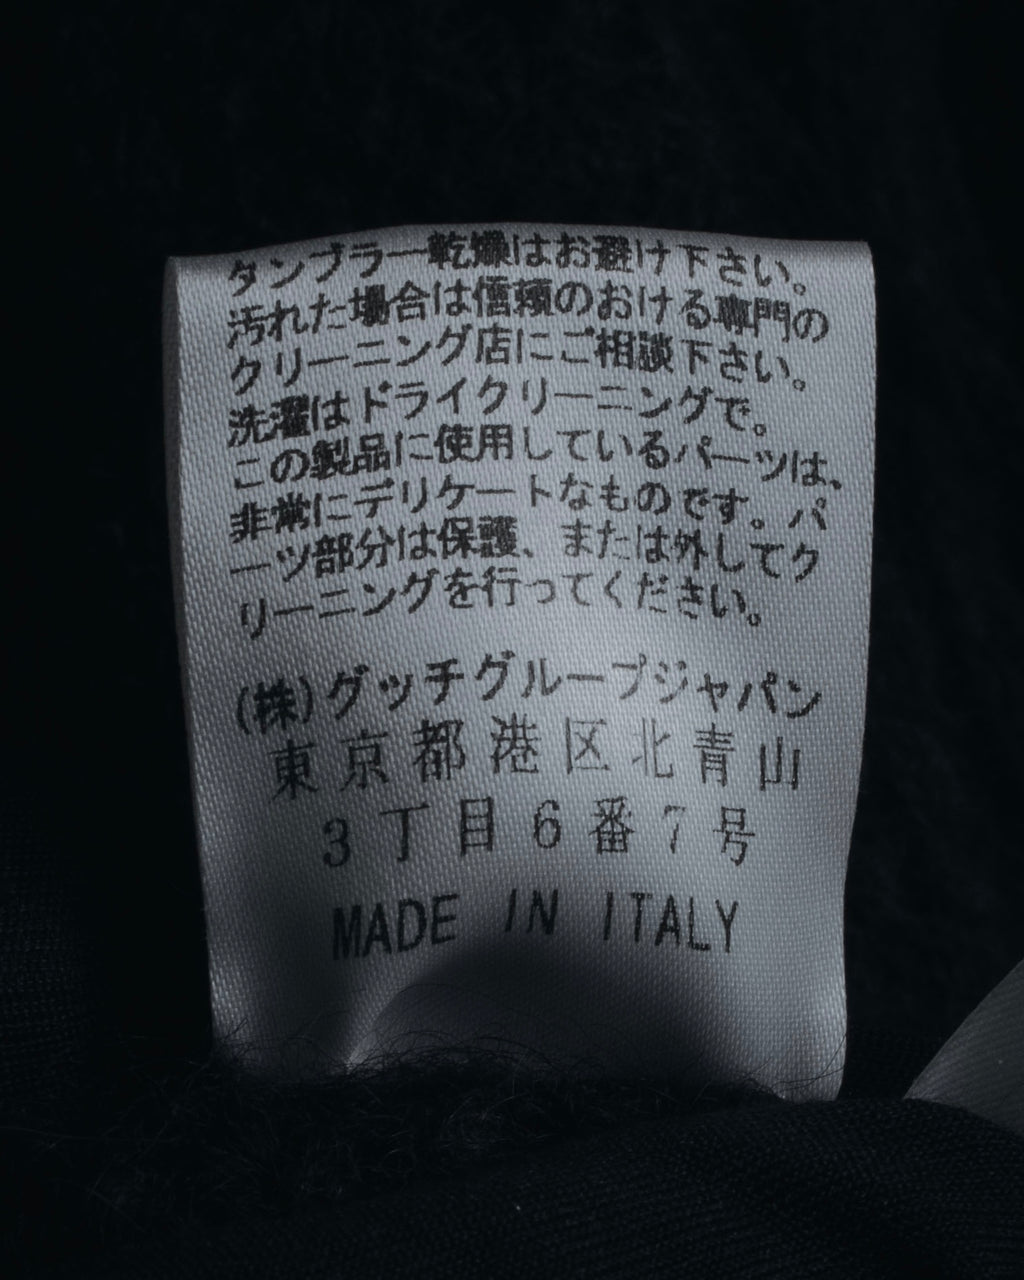 タンブラー乾燥はお避け下さい。
汚れた場合は信頼のおける専門の
クリーニング店にご相談下さい。
洗濯はドライクリーニングで。
この製品に使用しているパーツは、
非常にデリケートなものです。パ
ーツ部分は保護、または外してク
リーニングを行ってください。
(株)グッチグループジャパン
東京都港区北青山
3丁目6番7号
MADE IN ITALY